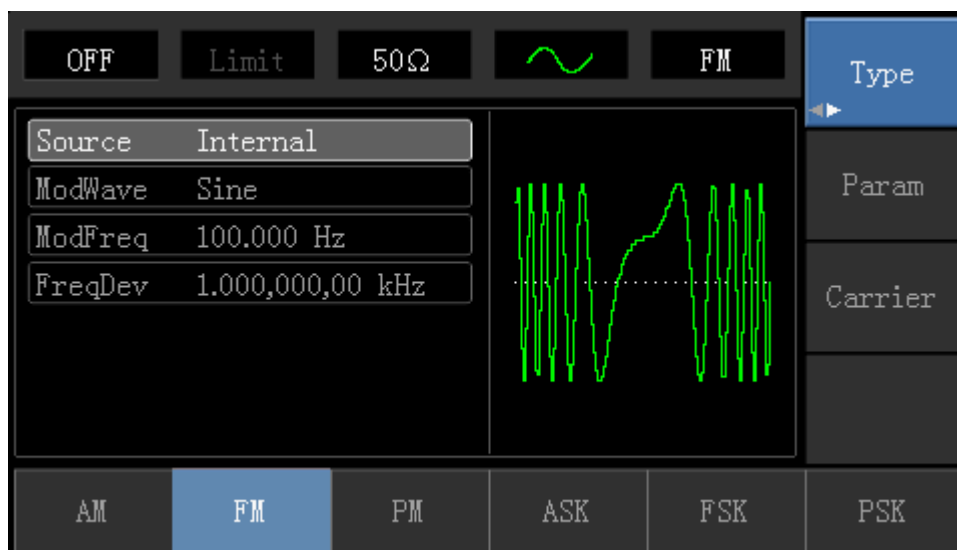 OFF Limit 50Ω FM
Type
Source Internal
ModWave Sine
ModFreq 100.000 Hz
FreqDev 1.000,000,00 kHz
Param
Carrier
AM FM PM ASK FSK PSK